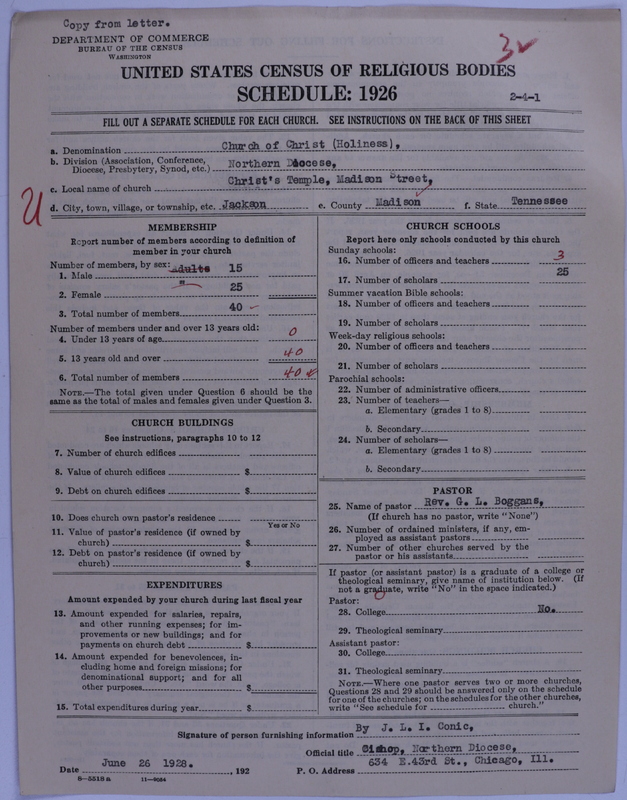 Copy from letter.
DEPARTMENT OF COMMERCE
BUREAU OF THE CENSUS
WASHINGTON
3
UNITED STATES CENSUS OF RELIGIOUS BODIES
SCHEDULE: 1926
2-4-1
FILL OUT A SEPARATE SCHEDULE FOR EACH CHURCH. SEE INSTRUCTIONS ON THE BACK OF THIS SHEET
a. Denomination Church of Christ (Holiness),
b. Division (Association, Conference, Diocese, Presbytery, Synod, etc.) Northern Diocese,
c. Local name of church Christ's Temple, Madison Street,
U
d. City, town, village, or township, etc. Jackson e. County Madison f. State Tennessee
MEMBERSHIP
Report number of members according to definition of
member in your church
Number of members, by sex: adults
1. Male 15
2. Female " 25
3. Total number of members 40
Number of members under and over 13 years old:
4. Under 13 years of age 0
5. 13 years old and over 40
6. Total number of members 40
NOTE.—The total given under Question 6 should be
same as the total of males and females given under Question 3.
CHURCH BUILDINGS
See instructions, paragraphs 10 to 12
7. Number of church edifices
8. Value of church edifices $
9. Debt on church edifices $
10. Does church own pastor's residence
Yes or No
11. Value of pastor's residence (if owned by
church) $
12. Debt on pastor's residence (if owned by
church) $
EXPENDITURES
Amount expended by your church during last fiscal year
13. Amount expended for salaries, repairs,
and other running expenses; for im-
provements or new buildings; and for
payments on church debt $
14. Amount expended for benevolences, in-
cluding home and foreign missions; for
denominational support; and for all
other purposes $
15. Total expenditures during year $
CHURCH SCHOOLS
Report here only schools conducted by this church
Sunday schools:
16. Number of officers and teachers 3
17. Number of scholars 25
Summer vacation Bible schools:
18. Number of officers and teachers
19. Number of scholars
Week-day religious schools:
20. Number of officers and teachers
21. Number of scholars
Parochial schools:
22. Number of administrative officers
23. Number of teachers—
a. Elementary (grades 1 to 8)
b. Secondary
24. Number of scholars—
a. Elementary (grades 1 to 8)
b. Secondary
PASTOR
25. Name of pastor Rev. G. L. Boggans,
(If church has no pastor, write "None")
26. Number of ordained ministers, if any, em-
ployed as assistant pastors
27. Number of other churches served by the
pastor or his assistants
If pastor (or assistant pastor) is a graduate of a college or
theological seminary, give name of institution below. (If
not a graduate, write "No" in the space indicated.)
Pastor:
28. College No.
29. Theological seminary
Assistant pastor:
30. College
31. Theological seminary
NOTE.—Where one pastor serves two or more churches,
Questions 28 and 29 should be answered only on the schedule
for one of the churches; on the schedules for the other churches,
write "See schedule for church."
Signature of person furnishing information By J. L. I. Conic,
Official title Bishop, Northern Diocese,
Date June 26 1928. , 192 P. O. Address 634 E.43rd St., Chicago, Ill.
8-5518 a 11-9084